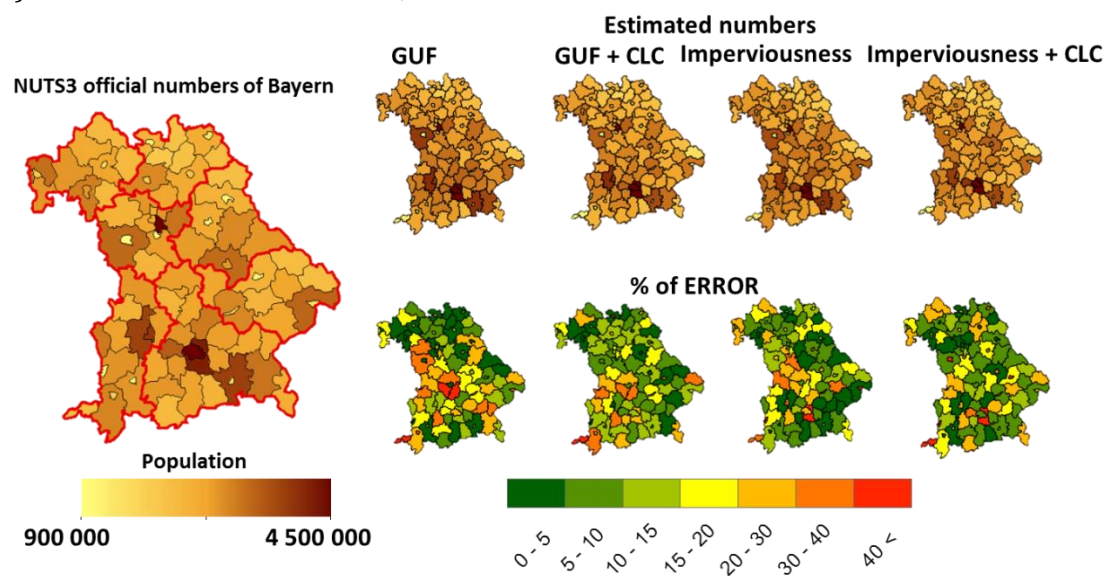 Estimated numbers
GUF
GUF + CLC
Imperviousness
Imperviousness + CLC
NUTS3 official numbers of Bayern
% of ERROR
Population
900 000
4 500 000
0 - 5
5 - 10
10 - 15
15 - 20
20 - 30
30 - 40
40 <